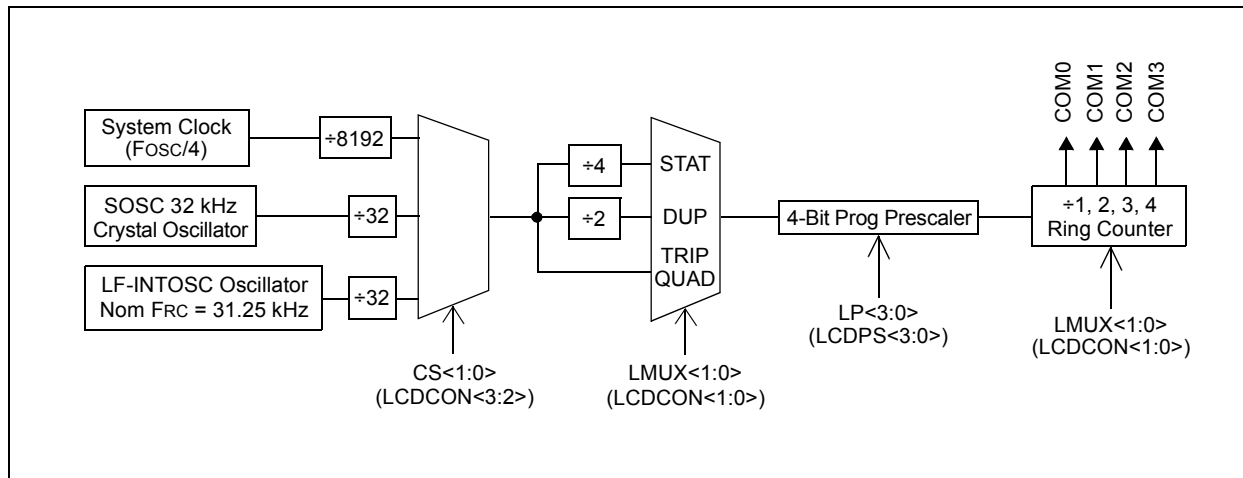 COM0
COM1
COM2
COM3
System Clock
(FOSC/4)
÷8192
÷4
STAT
SOSC 32 kHz
Crystal Oscillator
÷32
÷2
DUP
4-Bit Prog Prescaler
÷1, 2, 3, 4
Ring Counter
TRIP
QUAD
LF-INTOSC Oscillator
Nom FRC = 31.25 kHz
÷32
LP<3:0>
(LCDPS<3:0>)
LMUX<1:0>
(LCDCON<1:0>)
CS<1:0>
(LCDCON<3:2>)
LMUX<1:0>
(LCDCON<1:0>)